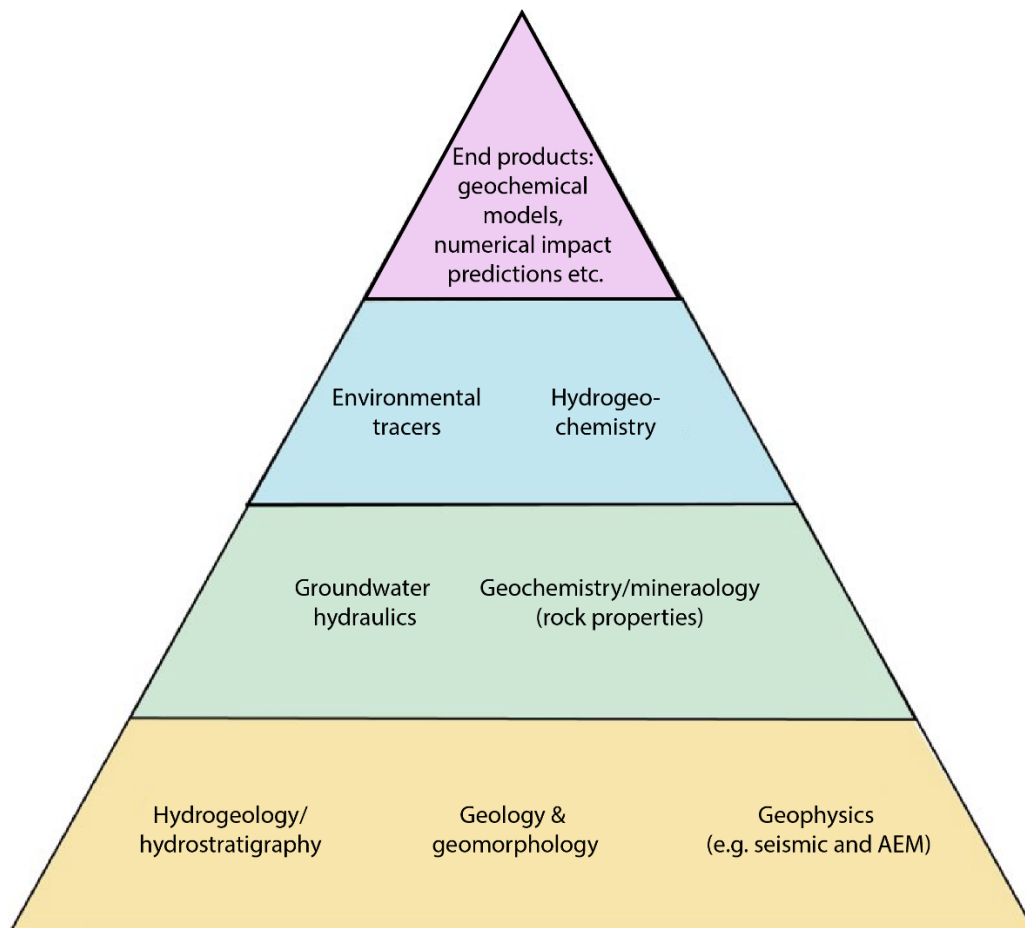 End products:
geochemical
models,
numerical impact
predictions etc.
Environmental
tracers
Hydrogeo-
chemistry
Groundwater
hydraulics
Geochemistry/mineraology
(rock properties)
Hydrogeology/
hydrostratigraphy
Geology &
geomorphology
Geophysics
(e.g. seismic and AEM)